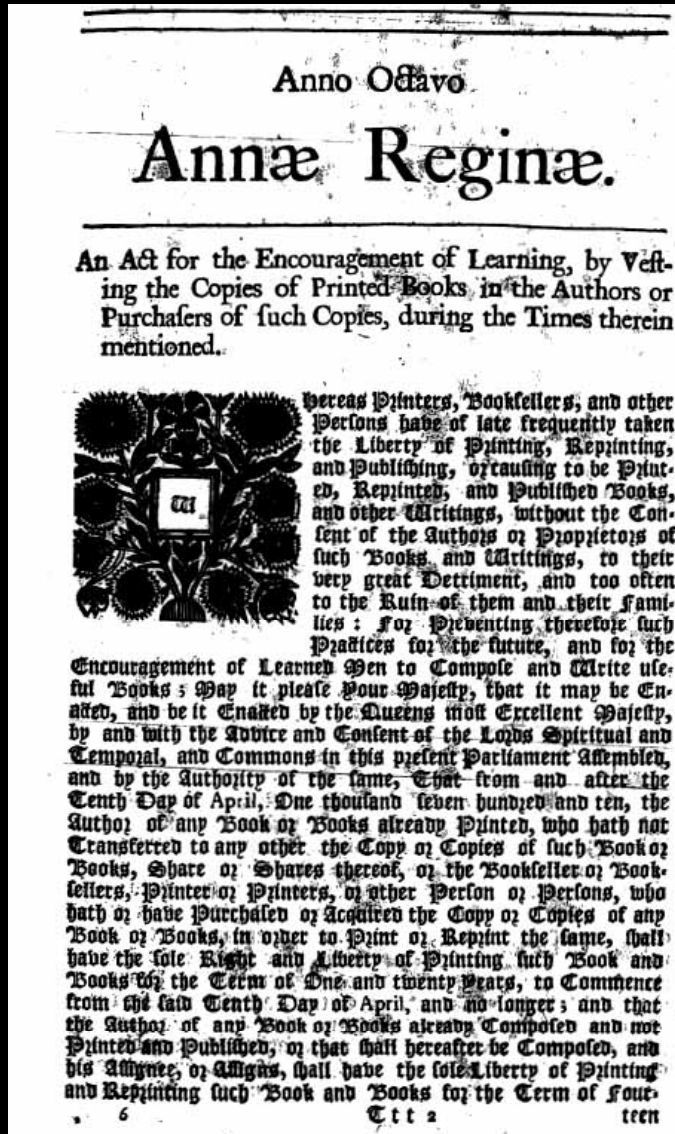 Anno Octavo
Annæ Reginæ.
An Act for the Encouragement of Learning, by Veſt-
ing the Copies of Printed Books in the Authors or
Purchaſers of ſuch Copies, during the Times therein
mentioned.
Whereas Printers, Bookſellers, and other
Perſons have of late frequently taken
the Liberty of Printing, Reprinting,
and Publiſhing, or cauſing to be Print-
ed, Reprinted, and Publiſhed Books,
and other Writings, without the Con-
ſent of the Authors or Proprietors of
ſuch Books and Writings, to their
very great Detriment, and too often
to the Ruin of them and their Fami-
lies: For Preventing therefore ſuch
Practices for the future, and for the
Encouragement of Learned Men to Compoſe and Write uſe-
ful Books; May it pleaſe Your Majeſty, that it may be En-
acted, and be it Enacted by the Queens moſt Excellent Majeſty,
by and with the Advice and Conſent of the Lords Spiritual and
Temporal, and Commons in this preſent Parliament Aſſembled,
and by the Authority of the ſame, That from and after the
Tenth Day of April, One thouſand ſeven hundred and ten, the
Author of any Book or Books already Printed, who hath not
Transferred to any other the Copy or Copies of ſuch Book or
Books, Share or Shares thereof, or the Bookſeller or Book-
ſellers, Printer or Printers, or other Perſon or Perſons, who
hath or have Purchaſed or Acquired the Copy or Copies of any
Book or Books, in order to Print or Reprint the ſame, ſhall
have the ſole Right and Liberty of Printing ſuch Book and
Books for the Term of One and twenty Years, to Commence
from the ſaid Tenth Day of April, and no longer; and that
the Author of any Book or Books already Compoſed and not
Printed and Publiſhed, or that ſhall hereafter be Compoſed, and
his Aſſignee, or Aſſigns, ſhall have the ſole Liberty of Printing
and Reprinting ſuch Book and Books for the Term of Four-
6 Ttt 2 teen